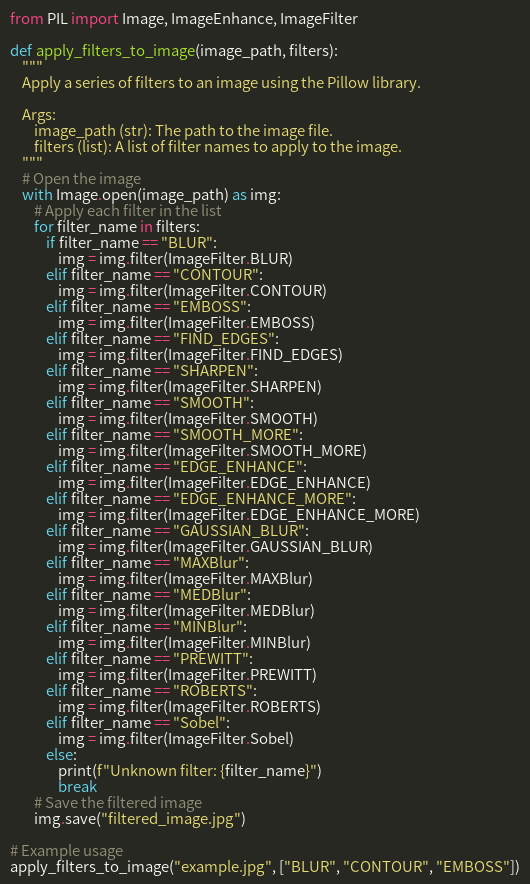 from PIL import Image, ImageEnhance, ImageFilter

def apply_filters_to_image(image_path, filters):
    """
    Apply a series of filters to an image using the Pillow library.

    Args:
        image_path (str): The path to the image file.
        filters (list): A list of filter names to apply to the image.
    """
    # Open the image
    with Image.open(image_path) as img:
        # Apply each filter in the list
        for filter_name in filters:
            if filter_name == "BLUR":
                img = img.filter(ImageFilter.BLUR)
            elif filter_name == "CONTOUR":
                img = img.filter(ImageFilter.CONTOUR)
            elif filter_name == "EMBOSS":
                img = img.filter(ImageFilter.EMBOSS)
            elif filter_name == "FIND_EDGES":
                img = img.filter(ImageFilter.FIND_EDGES)
            elif filter_name == "SHARPEN":
                img = img.filter(ImageFilter.SHARPEN)
            elif filter_name == "SMOOTH":
                img = img.filter(ImageFilter.SMOOTH)
            elif filter_name == "SMOOTH_MORE":
                img = img.filter(ImageFilter.SMOOTH_MORE)
            elif filter_name == "EDGE_ENHANCE":
                img = img.filter(ImageFilter.EDGE_ENHANCE)
            elif filter_name == "EDGE_ENHANCE_MORE":
                img = img.filter(ImageFilter.EDGE_ENHANCE_MORE)
            elif filter_name == "GAUSSIAN_BLUR":
                img = img.filter(ImageFilter.GAUSSIAN_BLUR)
            elif filter_name == "MAXBlur":
                img = img.filter(ImageFilter.MAXBlur)
            elif filter_name == "MEDBlur":
                img = img.filter(ImageFilter.MEDBlur)
            elif filter_name == "MINBlur":
                img = img.filter(ImageFilter.MINBlur)
            elif filter_name == "PREWITT":
                img = img.filter(ImageFilter.PREWITT)
            elif filter_name == "ROBERTS":
                img = img.filter(ImageFilter.ROBERTS)
            elif filter_name == "Sobel":
                img = img.filter(ImageFilter.Sobel)
            else:
                print(f"Unknown filter: {filter_name}")
                break
        # Save the filtered image
        img.save("filtered_image.jpg")

# Example usage
apply_filters_to_image("example.jpg", ["BLUR", "CONTOUR", "EMBOSS"])